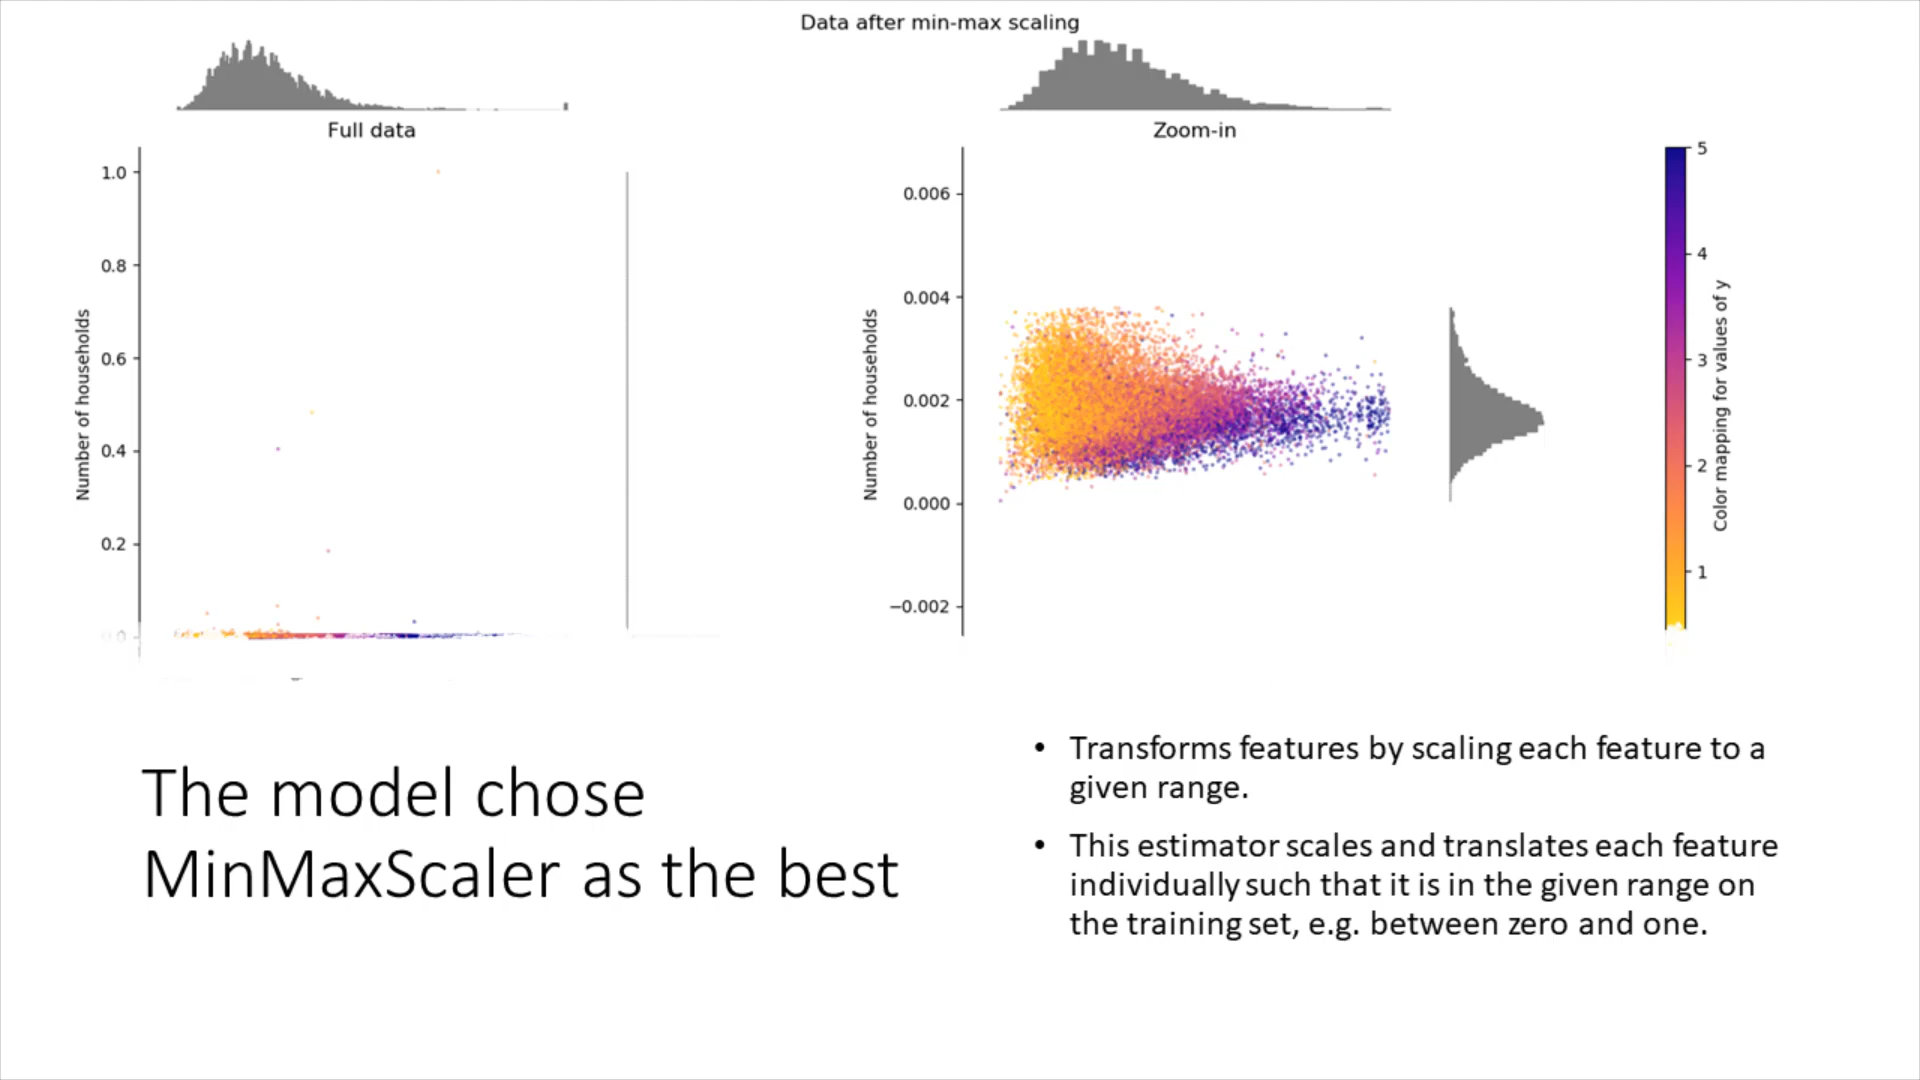 Data after min-max scaling
Full data
1.0
0.8
0.6
0.4
0.2
Number of households
Zoom-in
0.006
0.004
0.002
0.000
−0.002
Number of households
5
4
3
2
1
Color mapping for values of y
The model chose
MinMaxScaler as the best
• Transforms features by scaling each feature to a
given range.
• This estimator scales and translates each feature
individually such that it is in the given range on
the training set, e.g. between zero and one.